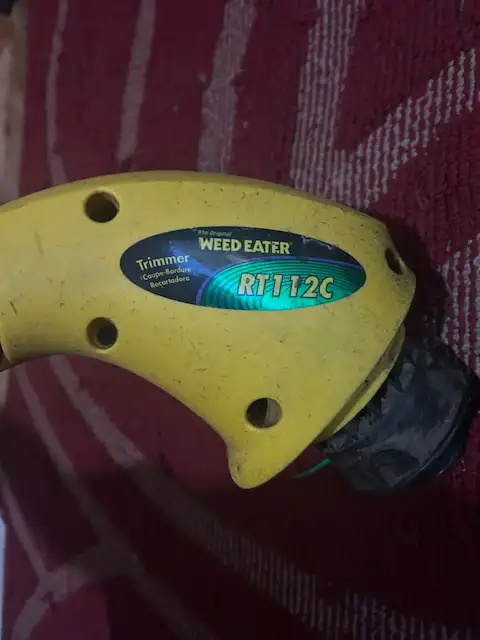 The Original
WEED EATER®
Trimmer
Coupe-Bordure
Recortadora
RT112C